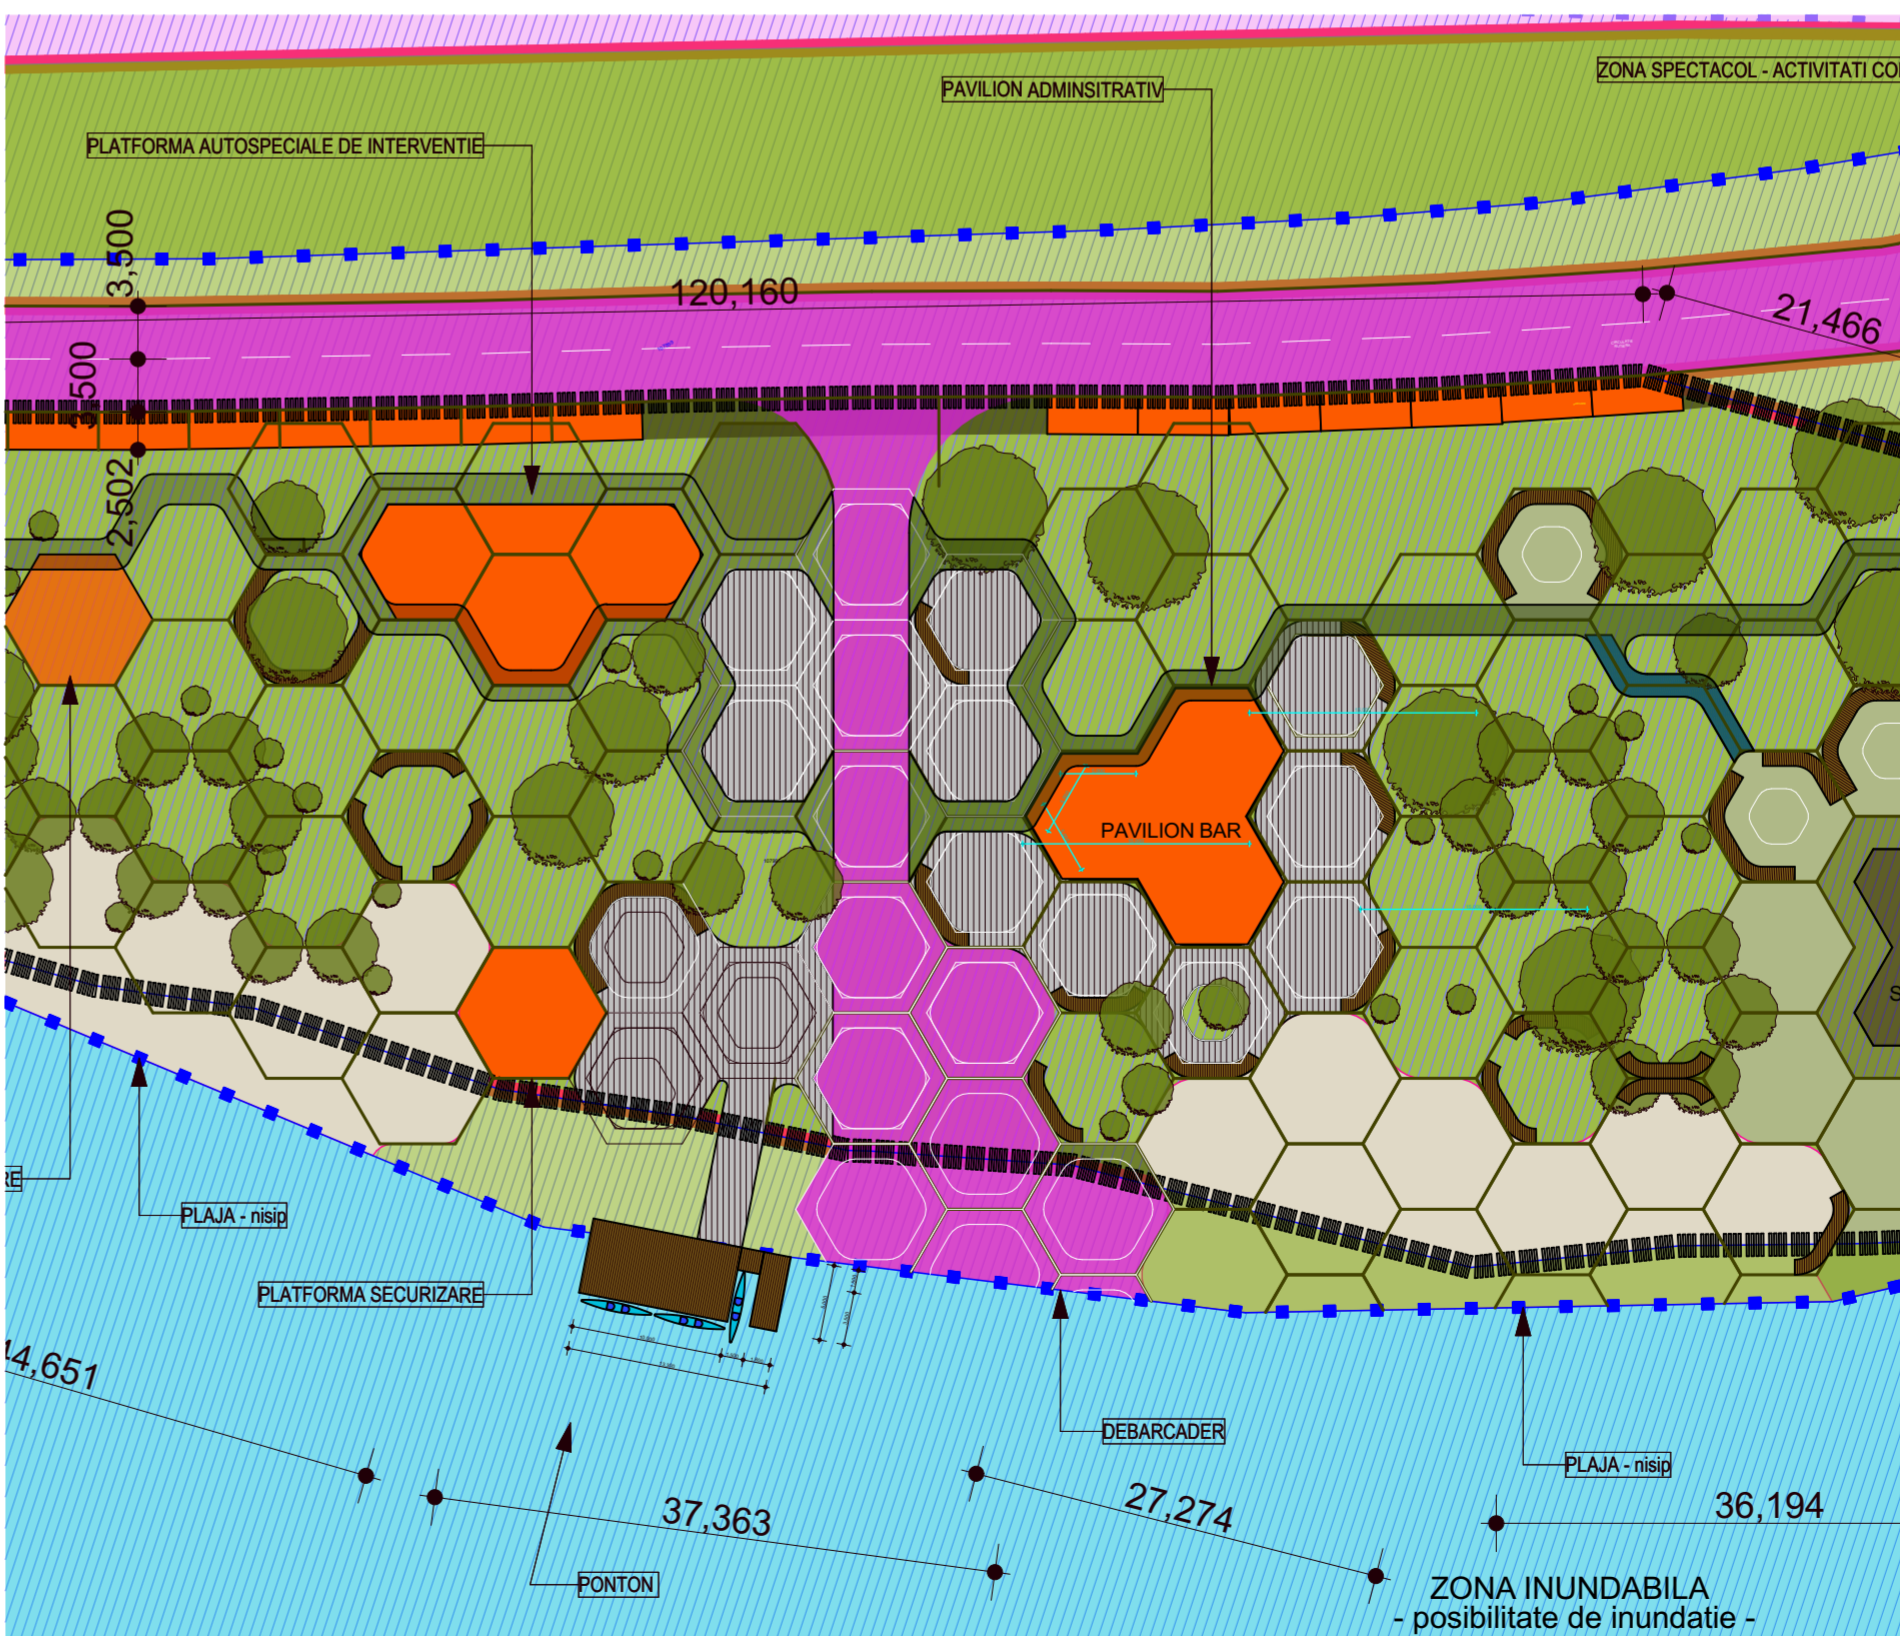 ZONA SPECTACOL - ACTIVITATI CO
PAVILION ADMINSITRATIV
PLATFORMA AUTOSPECIALE DE INTERVENTIE
3,500
120,160
21,466
3,500
2,502
PAVILION BAR
S
RE
PLAJA - nisip
PLATFORMA SECURIZARE
44,651
DEBARCADER
PLAJA - nisip
37,363
27,274
36,194
PONTON
ZONA INUNDABILA
- posibilitate de inundatie -